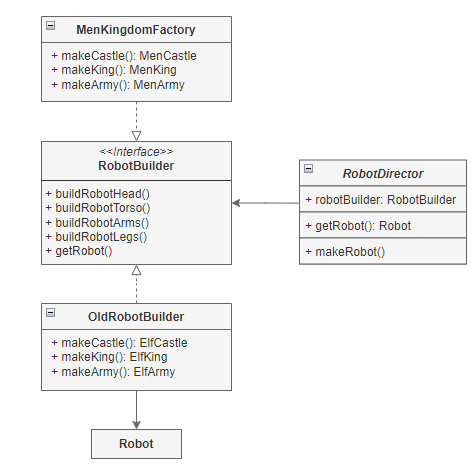 MenKingdomFactory
+ makeCastle(): MenCastle
+ makeKing(): MenKing
+ makeArmy(): MenArmy
<<Interface>>
RobotBuilder
+ buildRobotHead()
+ buildRobotTorso()
+ buildRobotArms()
+ buildRobotLegs()
+ getRobot()
RobotDirector
+ robotBuilder: RobotBuilder
+ getRobot(): Robot
+ makeRobot()
OldRobotBuilder
+ makeCastle(): ElfCastle
+ makeKing(): ElfKing
+ makeArmy(): ElfArmy
Robot